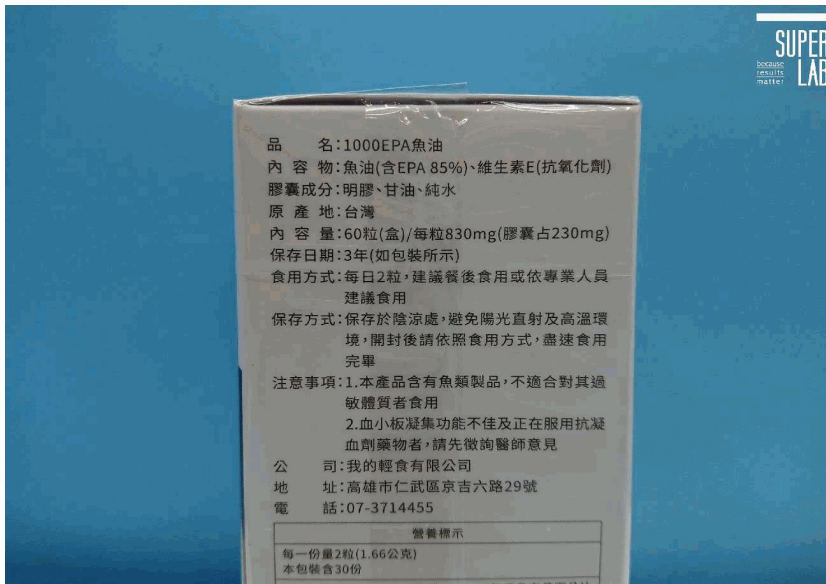 SUPER
LAB
because
results
matter
品 名:1000EPA魚油
內 容 物:魚油(含EPA 85%)、維生素E(抗氧化劑)
膠囊成分:明膠、甘油、純水
原 產 地:台灣
內 容 量:60粒(盒)/每粒830mg(膠囊占230mg)
保存日期:3年(如包裝所示)
食用方式:每日2粒,建議餐後食用或依專業人員
建議食用
保存方式:保存於陰涼處,避免陽光直射及高溫環
境,開封後請依照食用方式,盡速食用
完畢
注意事項:1.本產品含有魚類製品,不適合對其過
敏體質者食用
2.血小板凝集功能不佳及正在服用抗凝
血劑藥物者,請先徵詢醫師意見
公 司:我的輕食有限公司
地 址:高雄市仁武區京吉六路29號
電 話:07-3714455
營養標示
每一份量2粒(1.66公克)
本包裝含30份